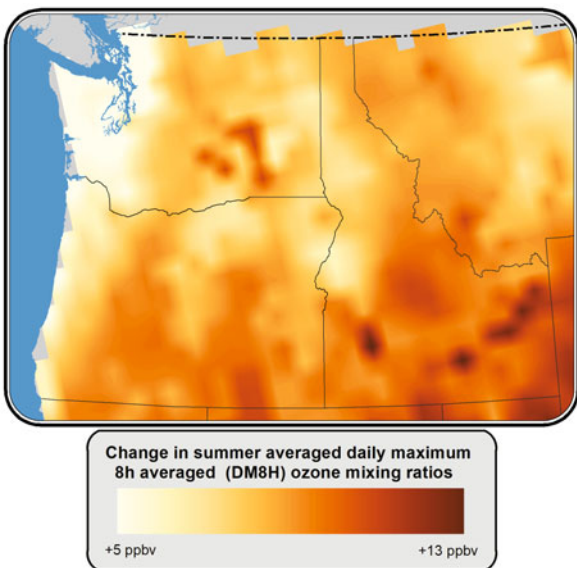 Change in summer averaged daily maximum
8h averaged (DM8H) ozone mixing ratios
+5 ppbv
+13 ppbv